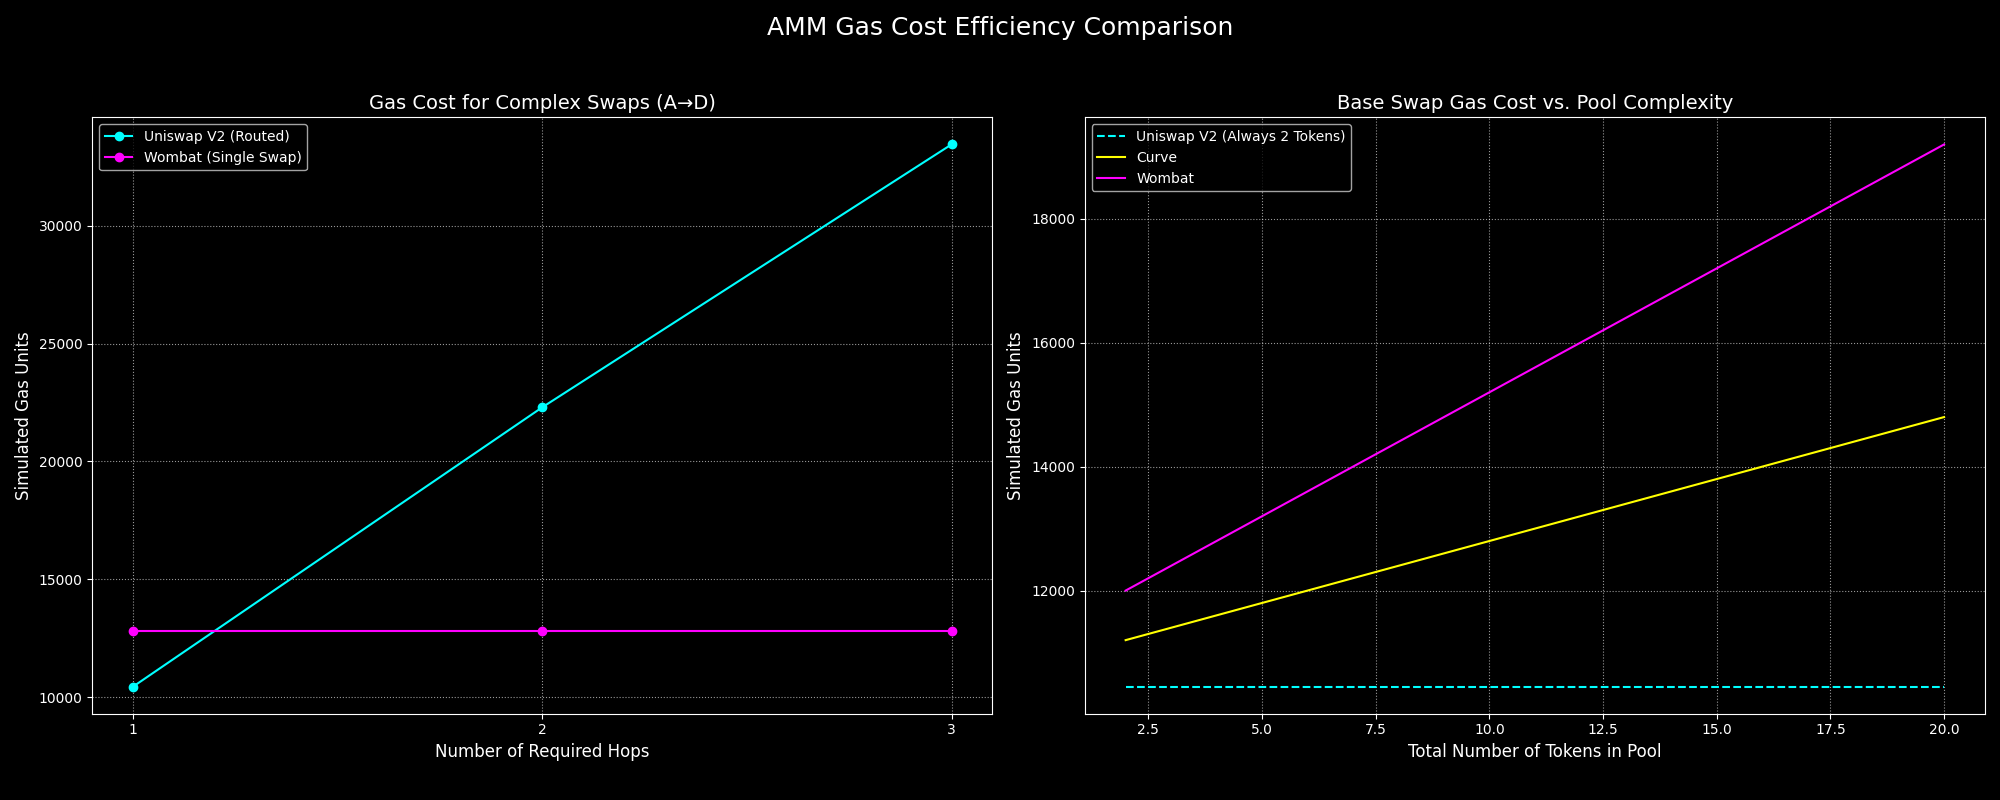 AMM Gas Cost Efficiency Comparison
Gas Cost for Complex Swaps (A→D)
Uniswap V2 (Routed)
Wombat (Single Swap)
Simulated Gas Units
30000
25000
20000
15000
10000
1
2
3
Number of Required Hops
Base Swap Gas Cost vs. Pool Complexity
Uniswap V2 (Always 2 Tokens)
Curve
Wombat
Simulated Gas Units
18000
16000
14000
12000
2.5
5.0
7.5
10.0
12.5
15.0
17.5
20.0
Total Number of Tokens in Pool